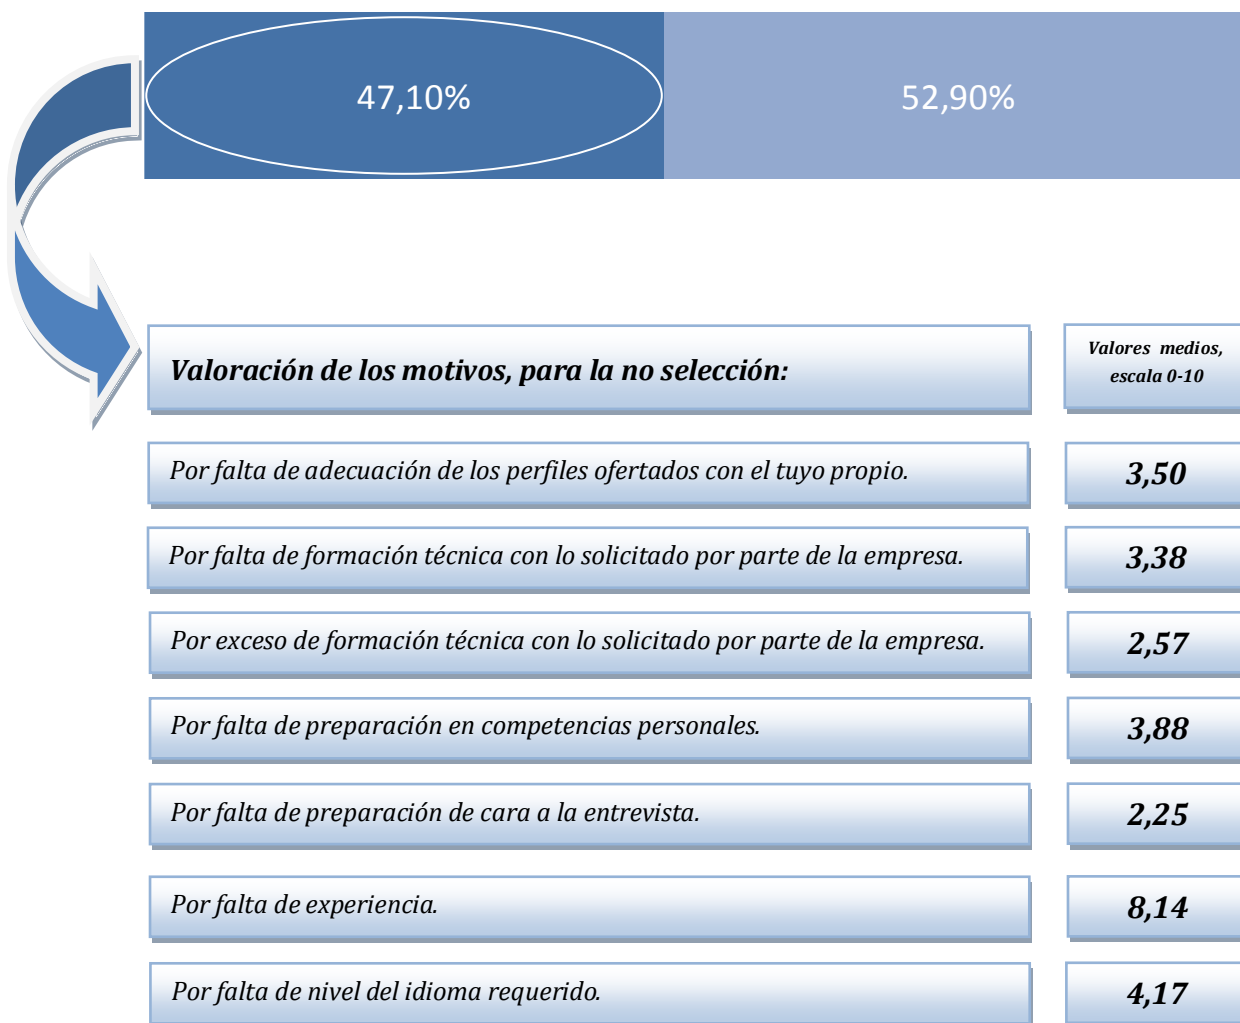 47,10%
52,90%
Valoración de los motivos, para la no selección:
Valores medios,
escala 0-10
Por falta de adecuación de los perfiles ofertados con el tuyo propio.
3,50
Por falta de formación técnica con lo solicitado por parte de la empresa.
3,38
Por exceso de formación técnica con lo solicitado por parte de la empresa.
2,57
Por falta de preparación en competencias personales.
3,88
Por falta de preparación de cara a la entrevista.
2,25
Por falta de experiencia.
8,14
Por falta de nivel del idioma requerido.
4,17